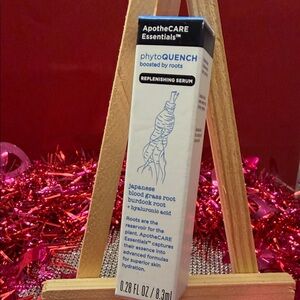 ApotheCARE
Essentials™
phytoQUENCH
boosted by roots
REPLENISHING SERUM
japanese
blood grass root
burdock root
+ hyaluronic acid
Roots are the
reservoir for the
plant. ApotheCARE
Essentials™ captures
their essence into
advanced formulas
for superior skin
hydration.
0.28 FL OZ / 8.3ml